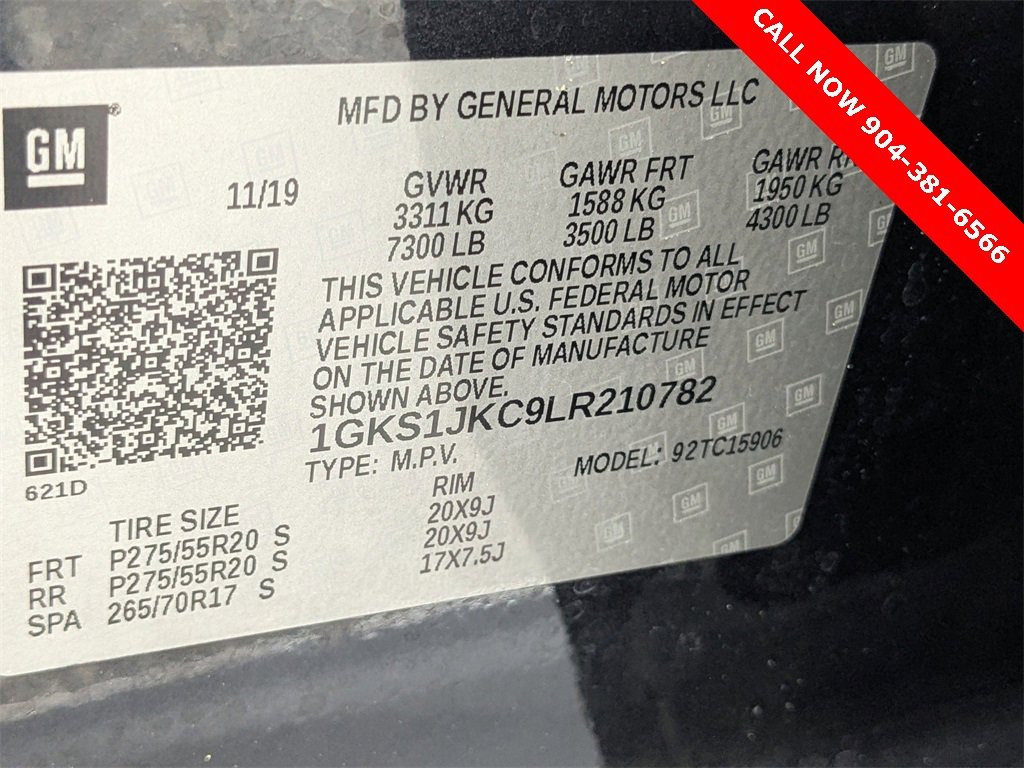 CALL NOW 904-381-6566
GM
MFD BY GENERAL MOTORS LLC
11/19
GVWR GAWR FRT GAWR
3311 KG 1588 KG 1950 KG
7300 LB 3500 LB 4300 LB
THIS VEHICLE CONFORMS TO ALL
APPLICABLE U.S. FEDERAL MOTOR
VEHICLE SAFETY STANDARDS IN EFFECT
ON THE DATE OF MANUFACTURE
SHOWN ABOVE.
1GKS1JKC9LR210782
TYPE: M.P.V. MODEL: 92TC15906
621D
TIRE SIZE RIM
FRT P275/55R20 S 20X9J
RR P275/55R20 S 20X9J
SPA 265/70R17 S 17X7.5J